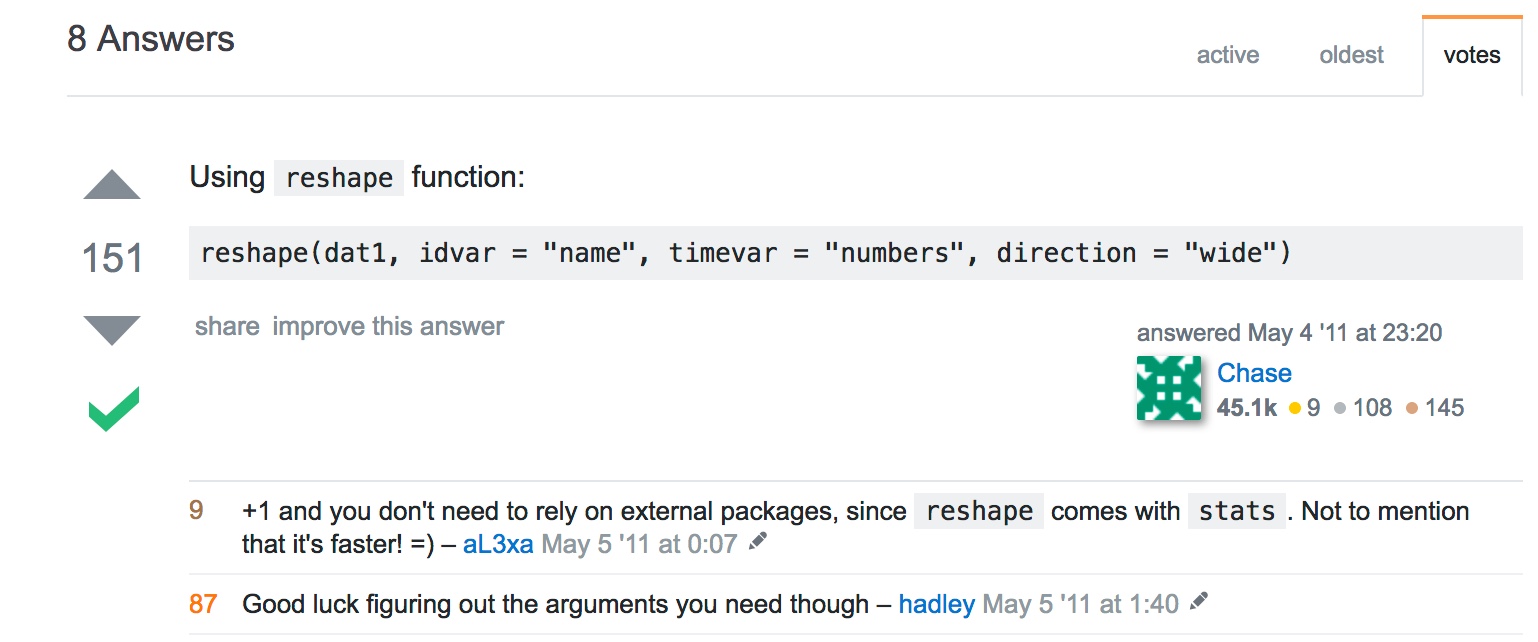 8 Answers
active oldest votes
Using reshape function:
151
reshape(dat1, idvar = "name", timevar = "numbers", direction = "wide")
share improve this answer
answered May 4 '11 at 23:20
Chase
45.1k 9 108 145
9 +1 and you don't need to rely on external packages, since reshape comes with stats. Not to mention
that it's faster! =) – aL3xa May 5 '11 at 0:07
87 Good luck figuring out the arguments you need though – hadley May 5 '11 at 1:40